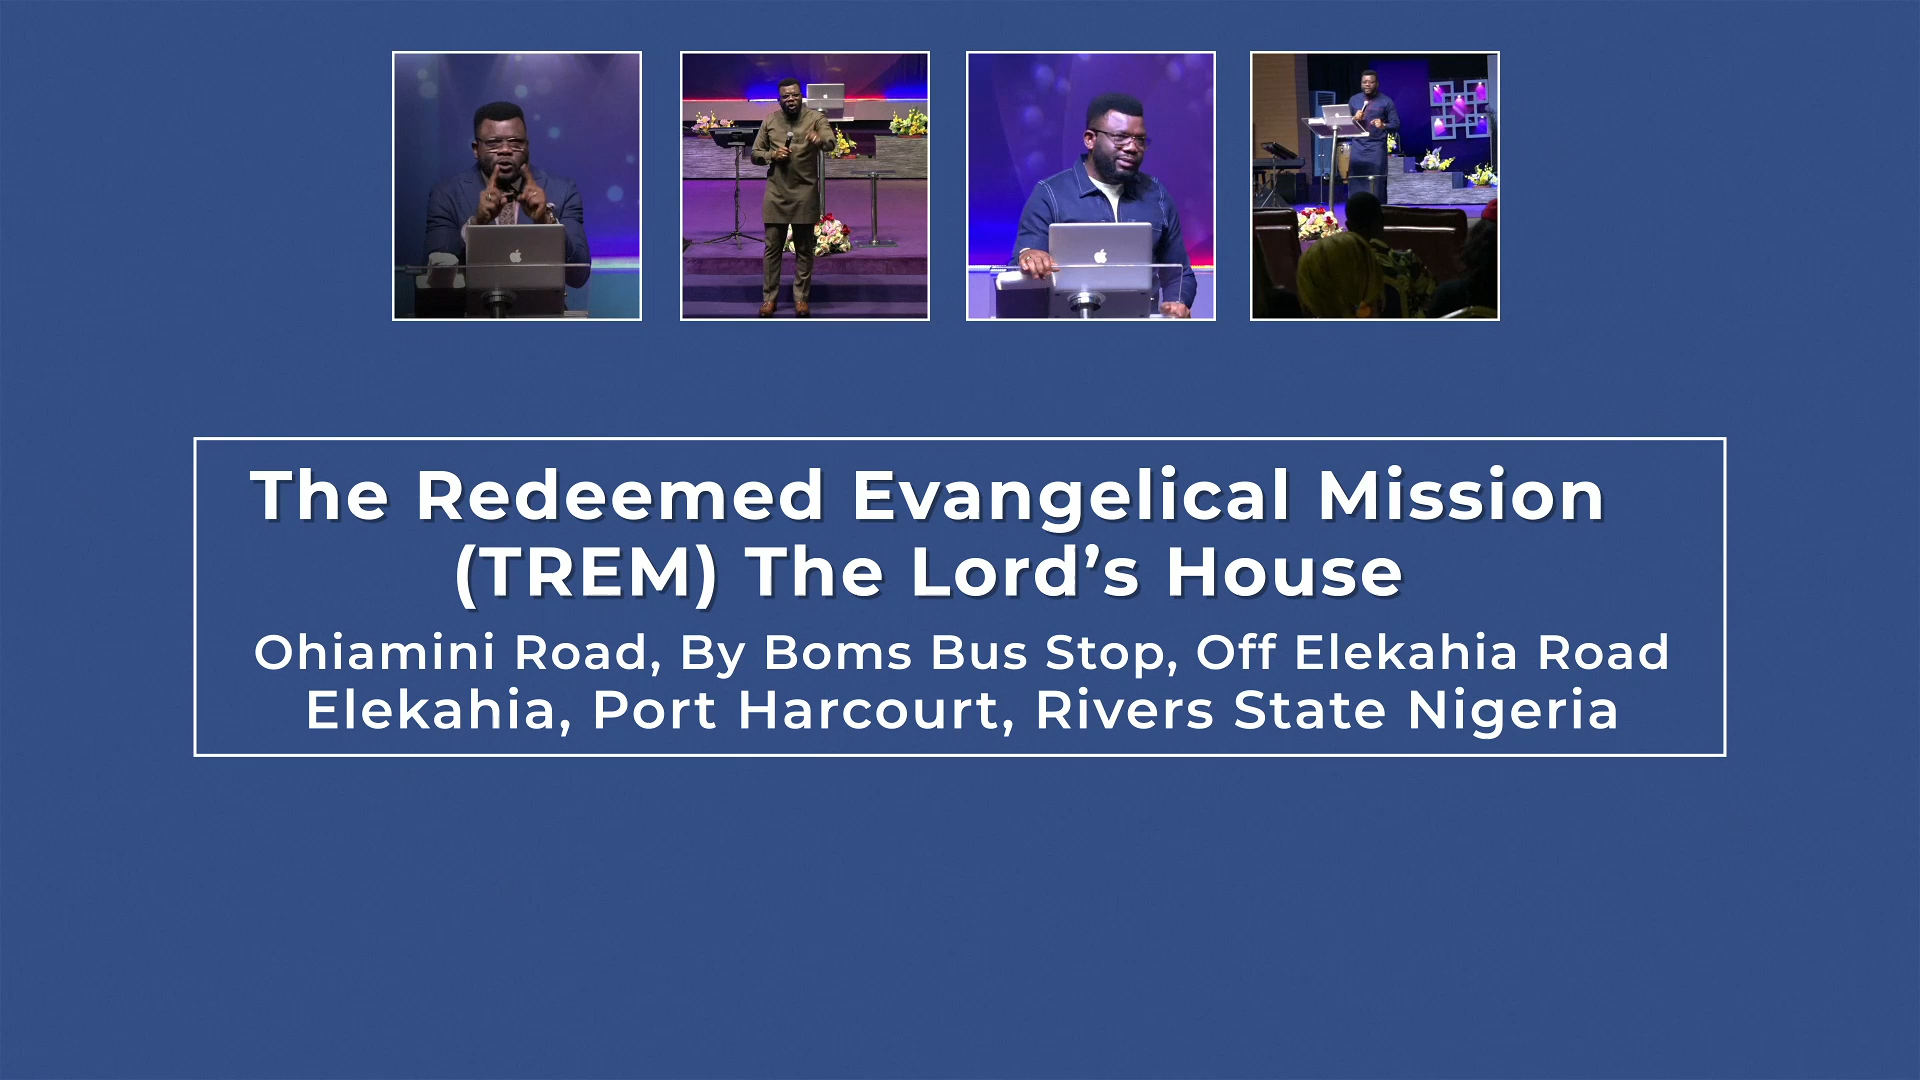 The Redeemed Evangelical Mission
(TREM) The Lord’s House
Ohiamini Road, By Boms Bus Stop, Off Elekahia Road
Elekahia, Port Harcourt, Rivers State Nigeria